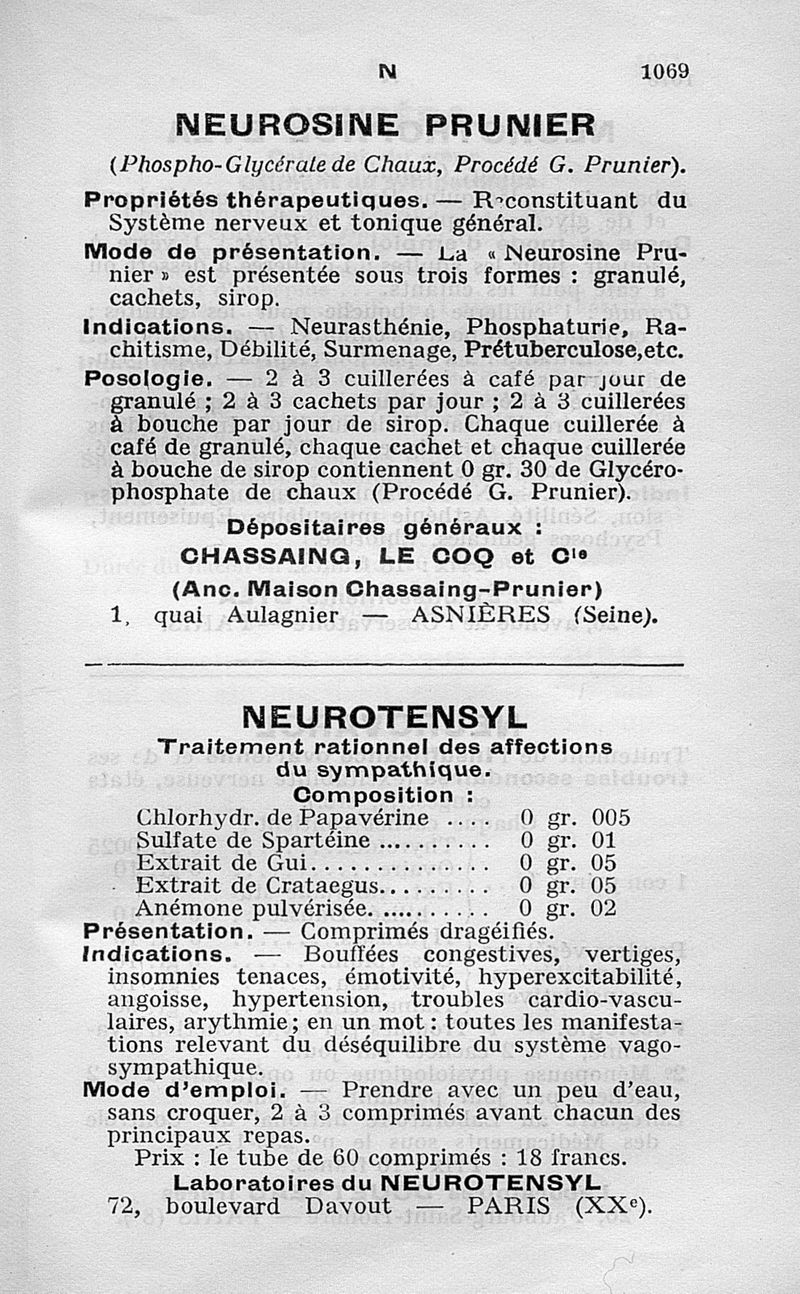 N 1069
NEUROSINE PRUNIER
(Phospho-Glycérate de Chaux, Procédé G. Prunier).
Propriétés thérapeutiques. — Reconstituant du
Système nerveux et tonique général.
Mode de présentation. — La « Neurosine Pru-
nier » est présentée sous trois formes : granulé,
cachets, sirop.
Indications. — Neurasthénie, Phosphaturie, Ra-
chitisme, Débilité, Surmenage, Prétuberculose,etc.
Posologie. — 2 à 3 cuillerées à café par jour de
granulé ; 2 à 3 cachets par jour ; 2 à 3 cuillerées
à bouche par jour de sirop. Chaque cuillerée à
café de granulé, chaque cachet et chaque cuillerée
à bouche de sirop contiennent 0 gr. 30 de Glycéro-
phosphate de chaux (Procédé G. Prunier).
Dépositaires généraux :
CHASSAING, LE COQ et Cie
(Anc. Maison Chassaing-Prunier)
1, quai Aulagnier — ASNIÈRES (Seine).
NEUROTENSYL
Traitement rationnel des affections
du sympathique.
Composition :
Chlorhydr. de Papavérine .... 0 gr. 005
Sulfate de Spartéine .......... 0 gr. 01
Extrait de Gui.............. 0 gr. 05
Extrait de Crataegus......... 0 gr. 05
Anémone pulvérisée. .......... 0 gr. 02
Présentation. — Comprimés dragéifiés.
Indications. — Bouffées congestives, vertiges,
insomnies tenaces, émotivité, hyperexcitabilité,
angoisse, hypertension, troubles cardio-vascu-
laires, arythmie; en un mot : toutes les manifesta-
tions relevant du déséquilibre du système vago-
sympathique.
Mode d'emploi. — Prendre avec un peu d'eau,
sans croquer, 2 à 3 comprimés avant chacun des
principaux repas.
Prix : le tube de 60 comprimés : 18 francs.
Laboratoires du NEUROTENSYL
72, boulevard Davout — PARIS (XXe).